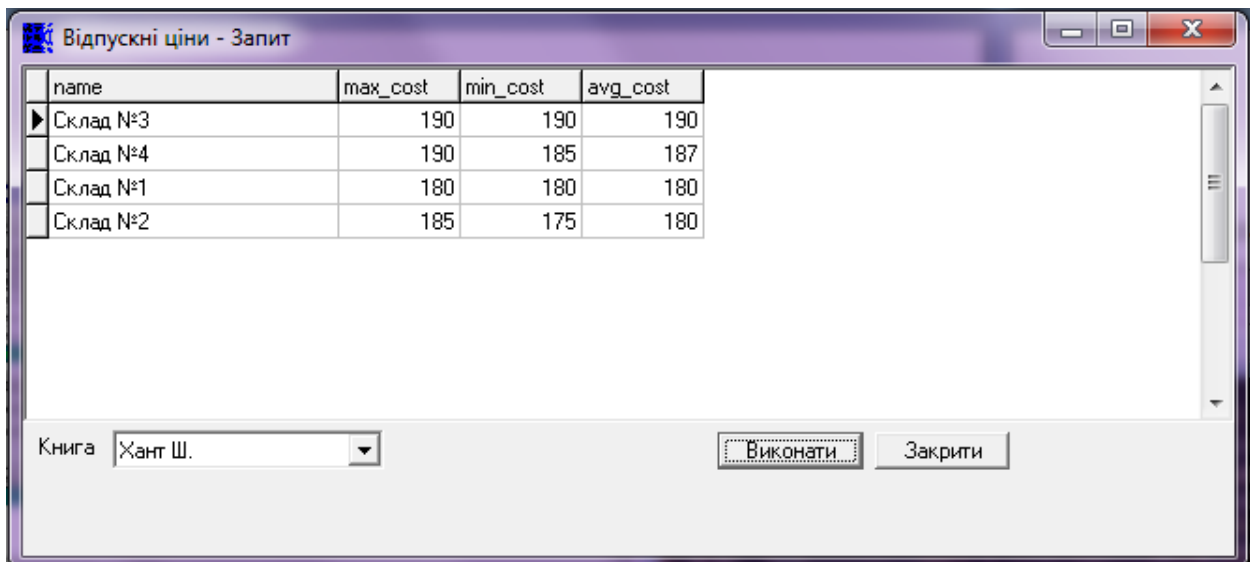 Відпускні ціни - Запит
name max_cost min_cost avg_cost
Склад №3 190 190 190
Склад №4 190 185 187
Склад №1 180 180 180
Склад №2 185 175 180
Книга Хант Ш. Виконати Закрити